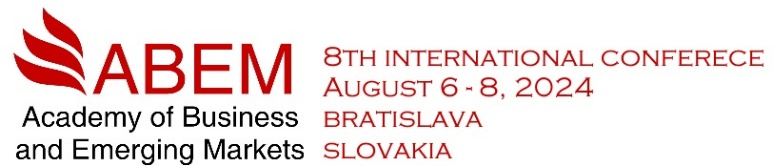 ABEM
Academy of Business
and Emerging Markets
8TH INTERNATIONAL CONFERECE
AUGUST 6 - 8, 2024
BRATISLAVA
SLOVAKIA